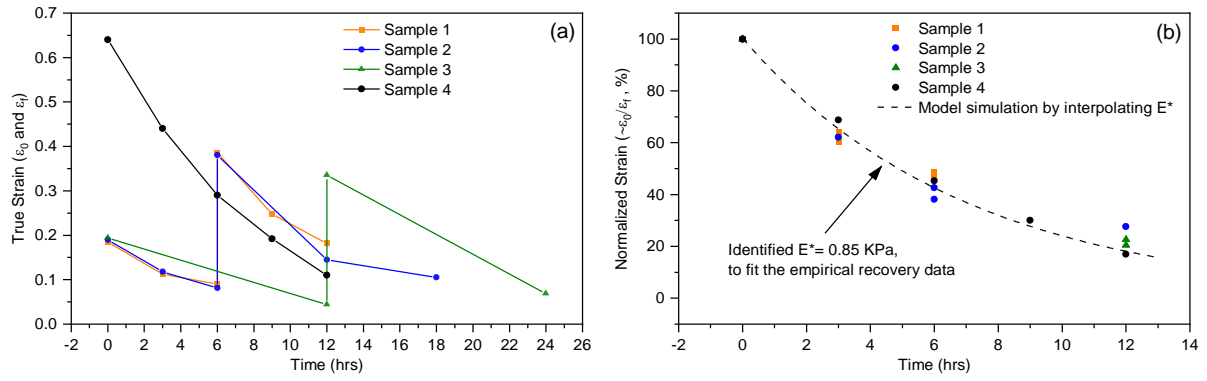 (a)
Sample 1
Sample 2
Sample 3
Sample 4
True Strain (ε0 and εf)
0.7
0.6
0.5
0.4
0.3
0.2
0.1
0.0
-2 0 2 4 6 8 10 12 14 16 18 20 22 24 26
Time (hrs)
(b)
Sample 1
Sample 2
Sample 3
Sample 4
Model simulation by interpolating E*
Normalized Strain (~ε0/εf , %)
100
80
60
40
20
0
Identified E*= 0.85 KPa,
to fit the empirical recovery data
-2 0 2 4 6 8 10 12 14
Time (hrs)